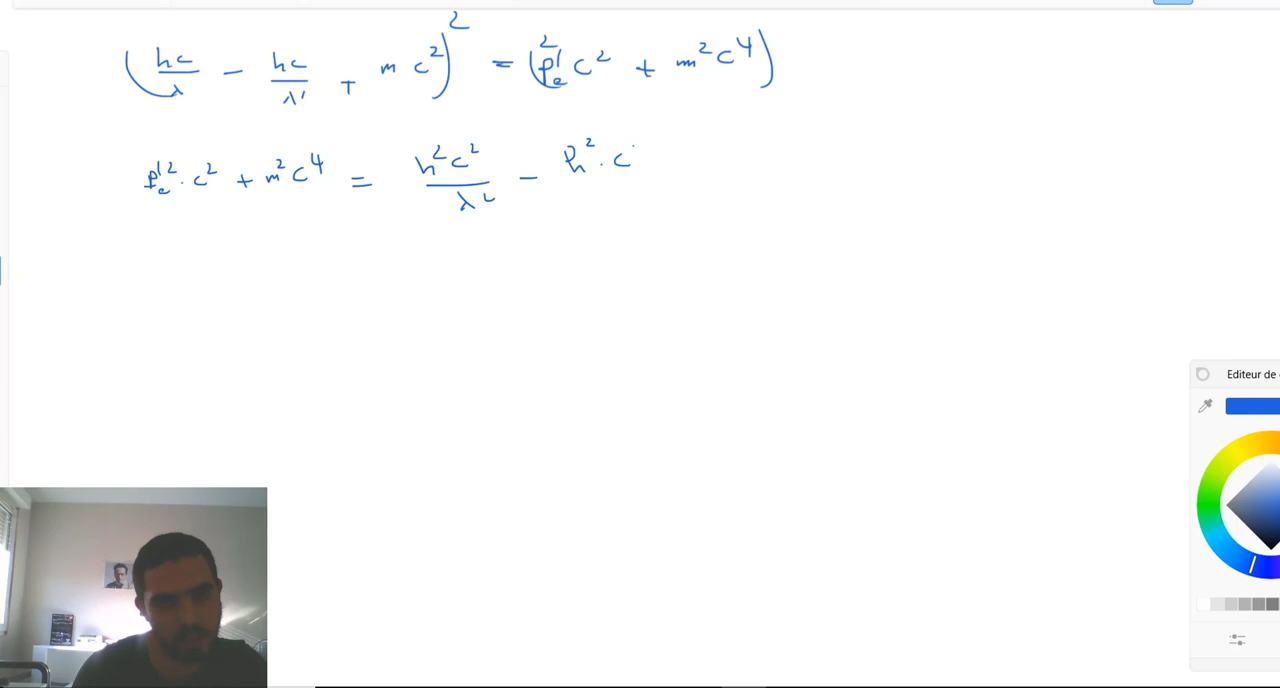 (hc/λ - hc/λ' + mc²)² = (p'ₑ²c² + m²c⁴)
p'ₑ²·c² + m²c⁴ = h²c²/λ² - h²·c
Editeur de